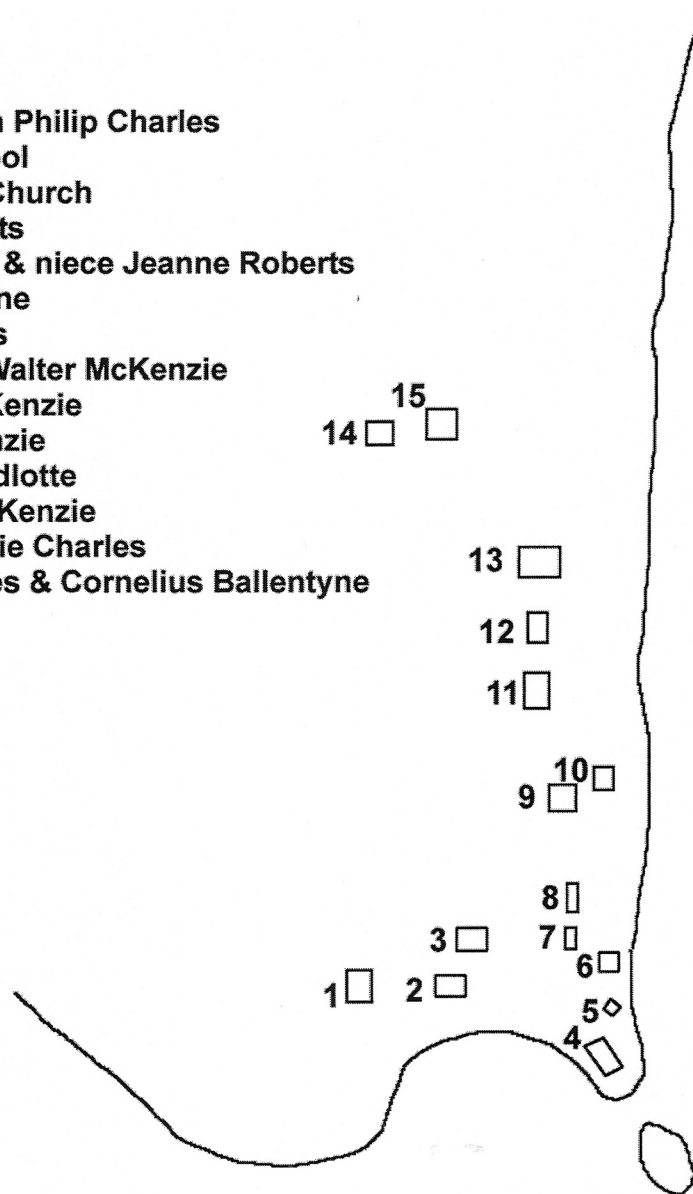 n Philip Charles
ol
Church
ts
& niece Jeanne Roberts
ne
s
Walter McKenzie
Kenzie
nzie
dlotte
Kenzie
ie Charles
es & Cornelius Ballentyne
15
14
13
12
11
10
9
8
7
3
6
1
2
5
4